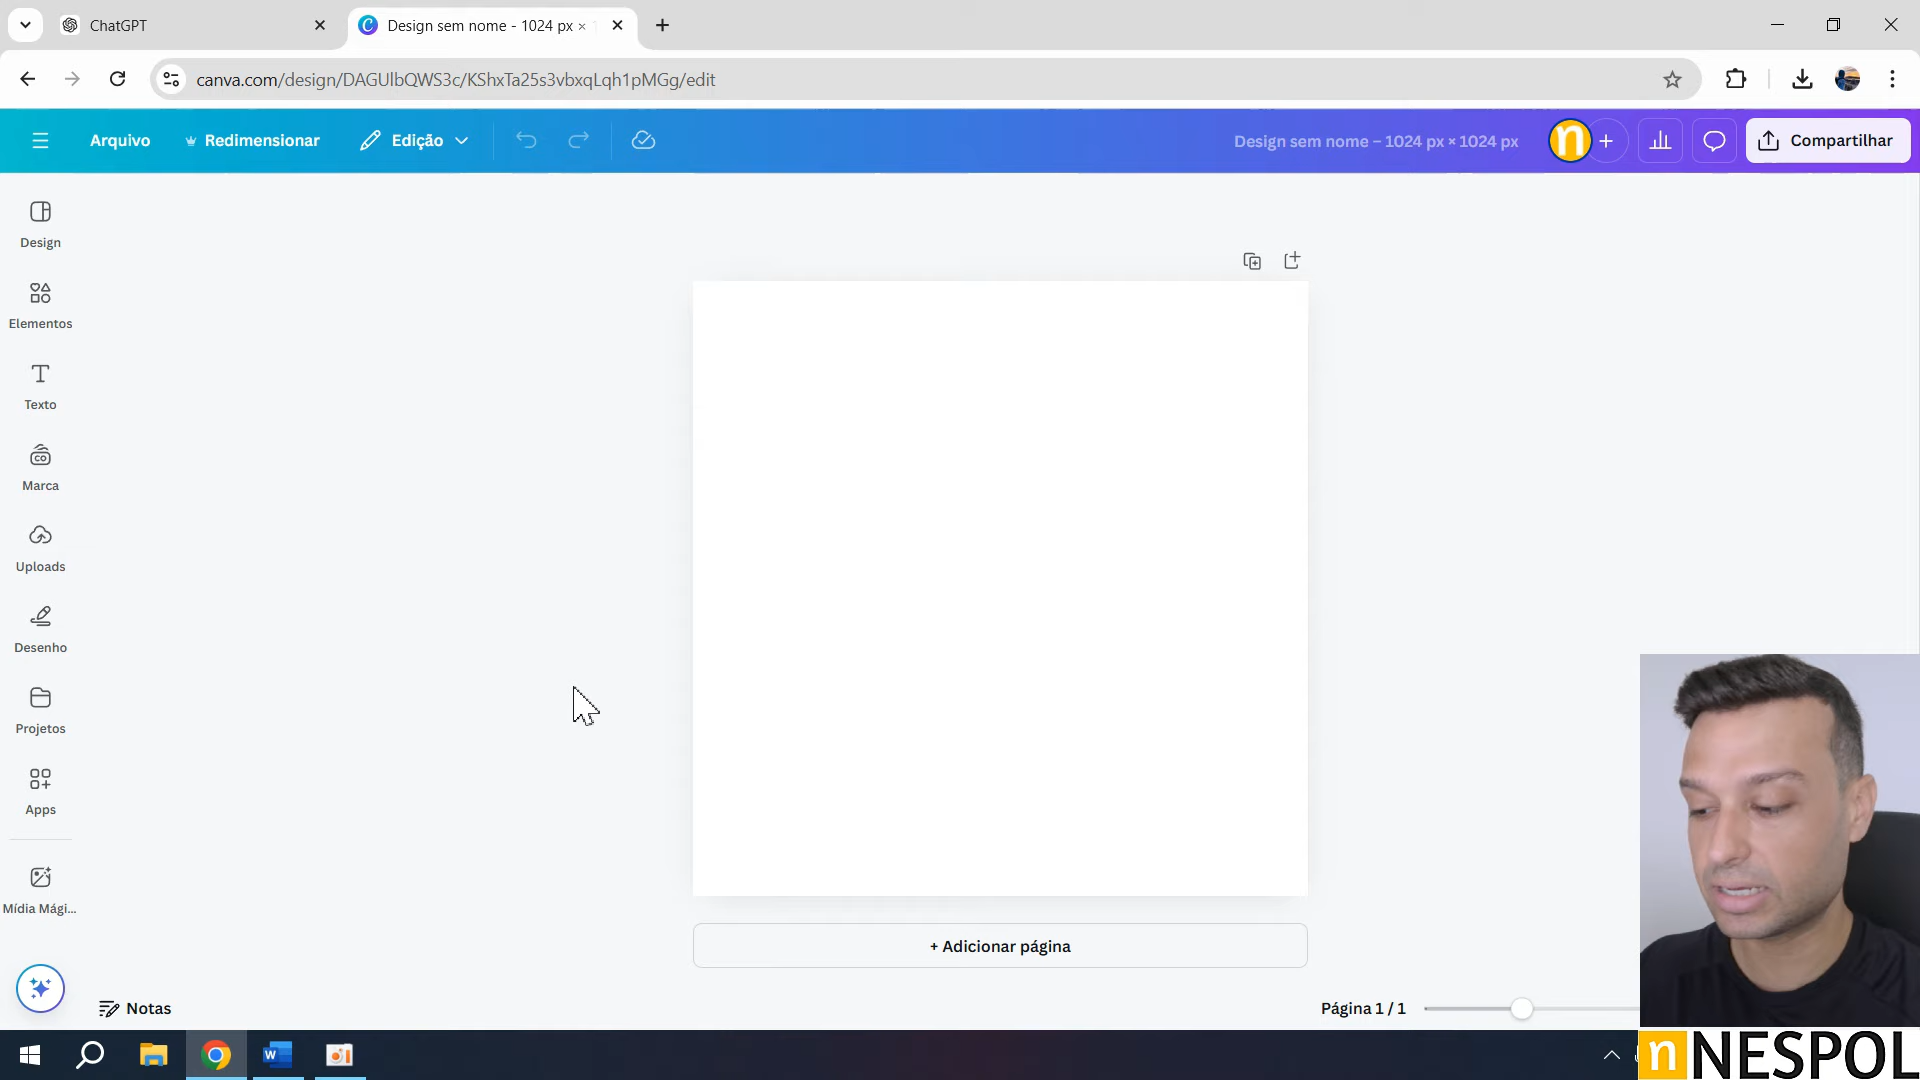 ChatGPT
Design sem nome - 1024 px ×
canva.com/design/DAGUlbQWS3c/KShxTa25s3vbxqLqh1pMGg/edit
Arquivo
Redimensionar
Edição
Design sem nome – 1024 px × 1024 px
n
Compartilhar
Design
Elementos
Texto
CO
Marca
Uploads
Desenho
Projetos
Apps
Mídia Mági...
+ Adicionar página
Notas
Página 1 / 1
W
n NESPOL